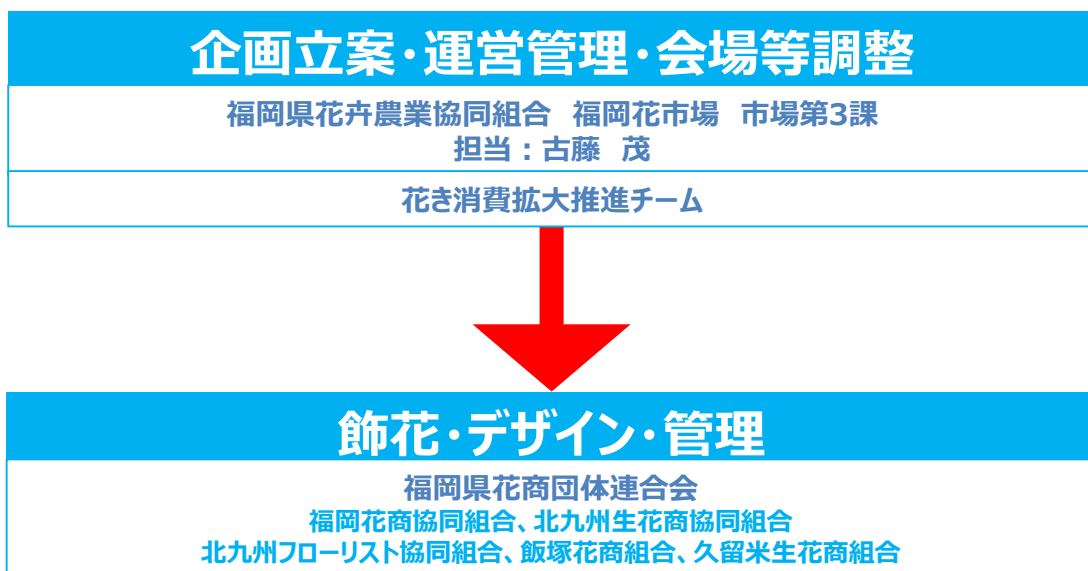 企画立案・運営管理・会場等調整
福岡県花卉農業協同組合　福岡花市場　市場第3課
担当：古藤　茂
花き消費拡大推進チーム
飾花・デザイン・管理
福岡県花商団体連合会
福岡花商協同組合、北九州生花商協同組合
北九州フローリスト協同組合、飯塚花商組合、久留米生花商組合